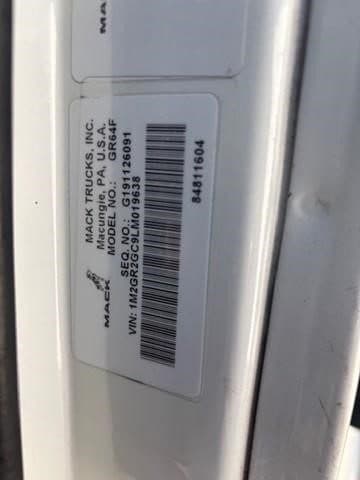 MACK TRUCKS, INC.
Macungie, PA, U.S.A.
MODEL NO.: GR64F
SEQ. NO.: G191126091
VIN: 1M2GR2GC9LM019638
MACK
84811604